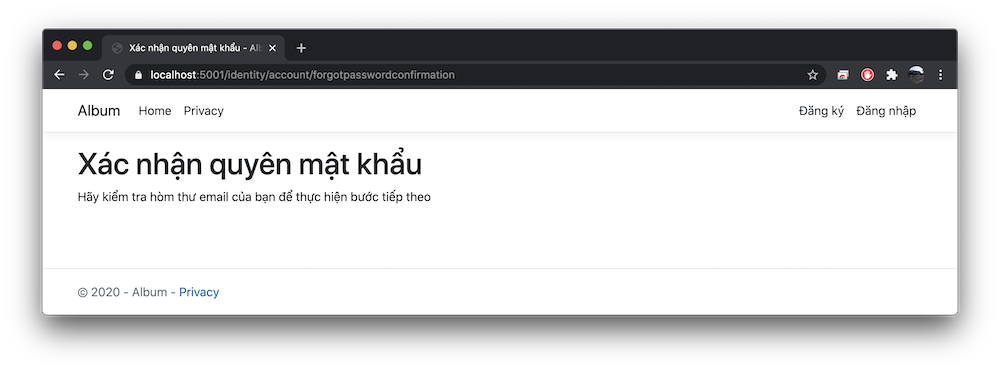 Xác nhận quyên mật khẩu - Alb
localhost:5001/identity/account/forgotpasswordconfirmation
Album Home Privacy Đăng ký Đăng nhập
Xác nhận quyên mật khẩu
Hãy kiểm tra hòm thư email của bạn để thực hiện bước tiếp theo
© 2020 - Album - Privacy